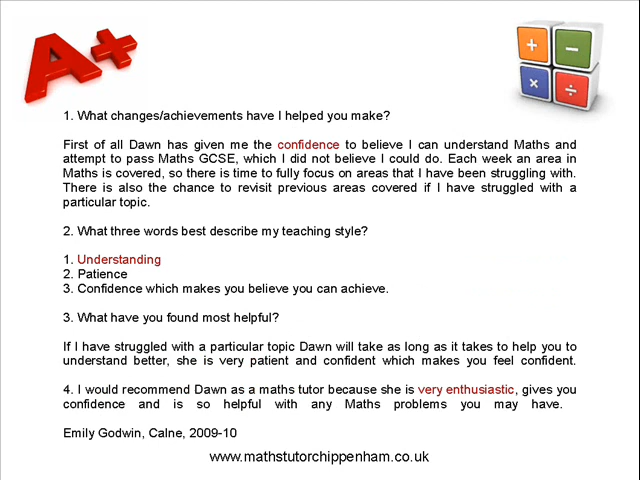 A+
+ −
× ÷
1. What changes/achievements have I helped you make?
First of all Dawn has given me the confidence to believe I can understand Maths and
attempt to pass Maths GCSE, which I did not believe I could do. Each week an area in
Maths is covered, so there is time to fully focus on areas that I have been struggling with.
There is also the chance to revisit previous areas covered if I have struggled with a
particular topic.
2. What three words best describe my teaching style?
1. Understanding
2. Patience
3. Confidence which makes you believe you can achieve.
3. What have you found most helpful?
If I have struggled with a particular topic Dawn will take as long as it takes to help you to
understand better, she is very patient and confident which makes you feel confident.
4. I would recommend Dawn as a maths tutor because she is very enthusiastic, gives you
confidence and is so helpful with any Maths problems you may have.
Emily Godwin, Calne, 2009-10
www.mathstutorchippenham.co.uk